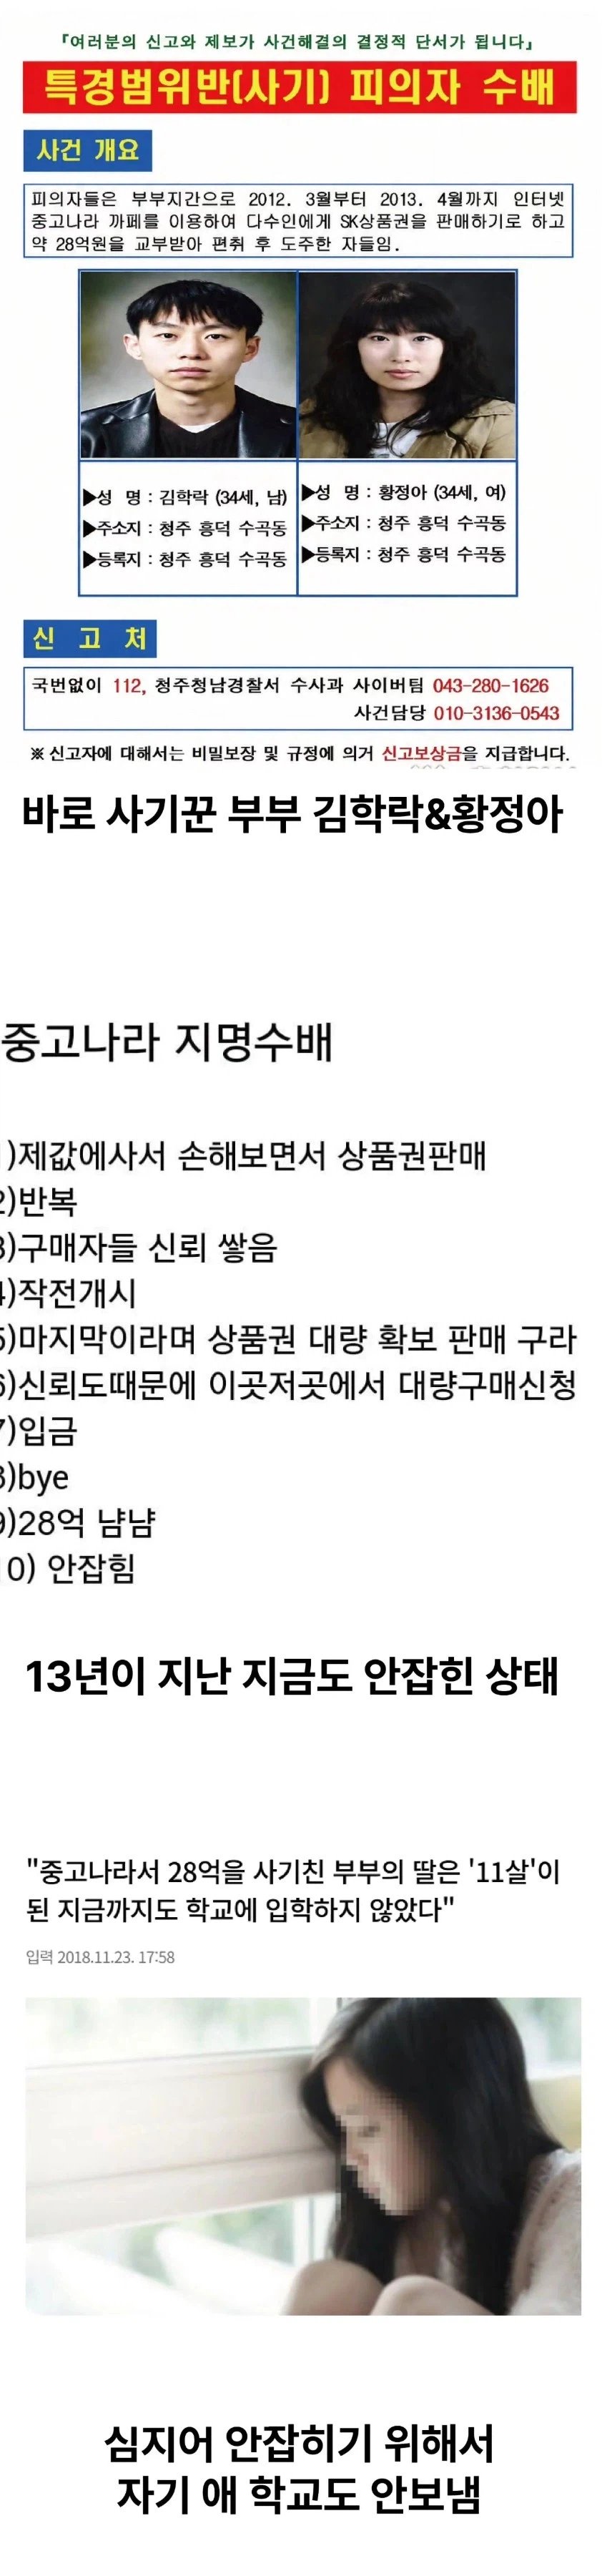 『여러분의 신고와 제보가 사건해결의 결정적 단서가 됩니다』
특경범위반(사기) 피의자 수배
사건 개요
피의자들은 부부지간으로 2012. 3월부터 2013. 4월까지 인터넷
중고나라 까페를 이용하여 다수인에게 SK상품권을 판매하기로 하고
약 28억원을 교부받아 편취 후 도주한 자들임.
▶성 명 : 김학락 (34세, 남)
▶주소지 : 청주 흥덕 수곡동
▶등록지 : 청주 흥덕 수곡동
▶성 명 : 황정아 (34세, 여)
▶주소지 : 청주 흥덕 수곡동
▶등록지 : 청주 흥덕 수곡동
신 고 처
국번없이 112, 청주청남경찰서 수사과 사이버팀 043-280-1626
사건담당 010-3136-0543
※ 신고자에 대해서는 비밀보장 및 규정에 의거 신고보상금을 지급합니다.
바로 사기꾼 부부 김학락&황정아
중고나라 지명수배
)제값에사서 손해보면서 상품권판매
2)반복
3)구매자들 신뢰 쌓음
4)작전개시
5)마지막이라며 상품권 대량 확보 판매 구라
6)신뢰도때문에 이곳저곳에서 대량구매신청
7)입금
8)bye
9)28억 냠냠
10) 안잡힘
13년이 지난 지금도 안잡힌 상태
"중고나라서 28억을 사기친 부부의 딸은 '11살'이
된 지금까지도 학교에 입학하지 않았다"
입력 2018.11.23. 17:58
심지어 안잡히기 위해서
자기 애 학교도 안보냄